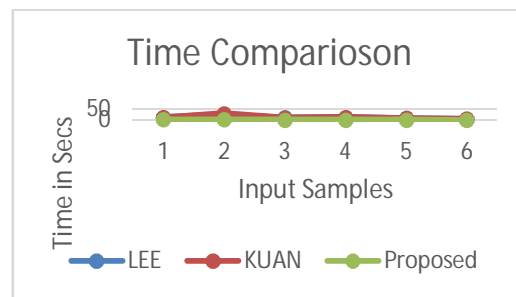 Time Comparioson
50
0
Time in Secs
1 2 3 4 5 6
Input Samples
LEE KUAN Proposed